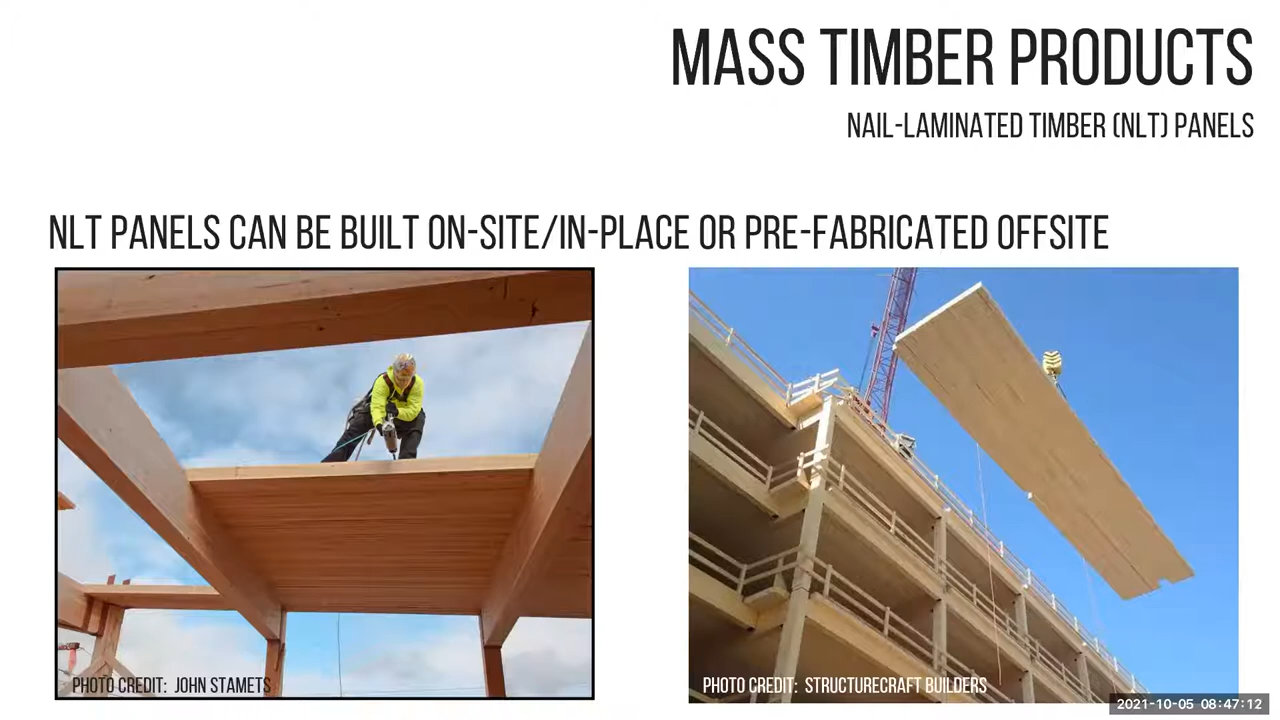 MASS TIMBER PRODUCTS
NAIL-LAMINATED TIMBER (NLT) PANELS
NLT PANELS CAN BE BUILT ON-SITE/IN-PLACE OR PRE-FABRICATED OFFSITE
PHOTO CREDIT: JOHN STAMETS
PHOTO CREDIT: STRUCTURECRAFT BUILDERS
2021-10-05 08:47:12